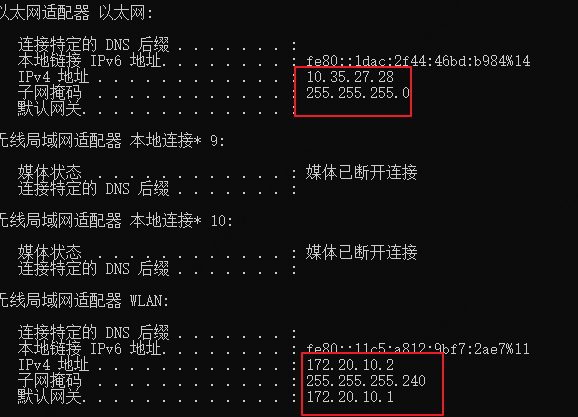 以太网适配器 以太网:
连接特定的 DNS 后缀 . . . . . . . :
本地链接 IPv6 地址. . . . . . . . : fe80::1dac:2f44:46bd:b984%14
IPv4 地址 . . . . . . . . . . . . : 10.35.27.28
子网掩码 . . . . . . . . . . . . : 255.255.255.0
默认网关. . . . . . . . . . . . . :
无线局域网适配器 本地连接* 9:
媒体状态 . . . . . . . . . . . . : 媒体已断开连接
连接特定的 DNS 后缀 . . . . . . . :
无线局域网适配器 本地连接* 10:
媒体状态 . . . . . . . . . . . . : 媒体已断开连接
连接特定的 DNS 后缀 . . . . . . . :
无线局域网适配器 WLAN:
连接特定的 DNS 后缀 . . . . . . . :
本地链接 IPv6 地址. . . . . . . . : fe80::11c5:a812:9bf7:2ae7%11
IPv4 地址 . . . . . . . . . . . . : 172.20.10.2
子网掩码 . . . . . . . . . . . . : 255.255.255.240
默认网关. . . . . . . . . . . . . : 172.20.10.1